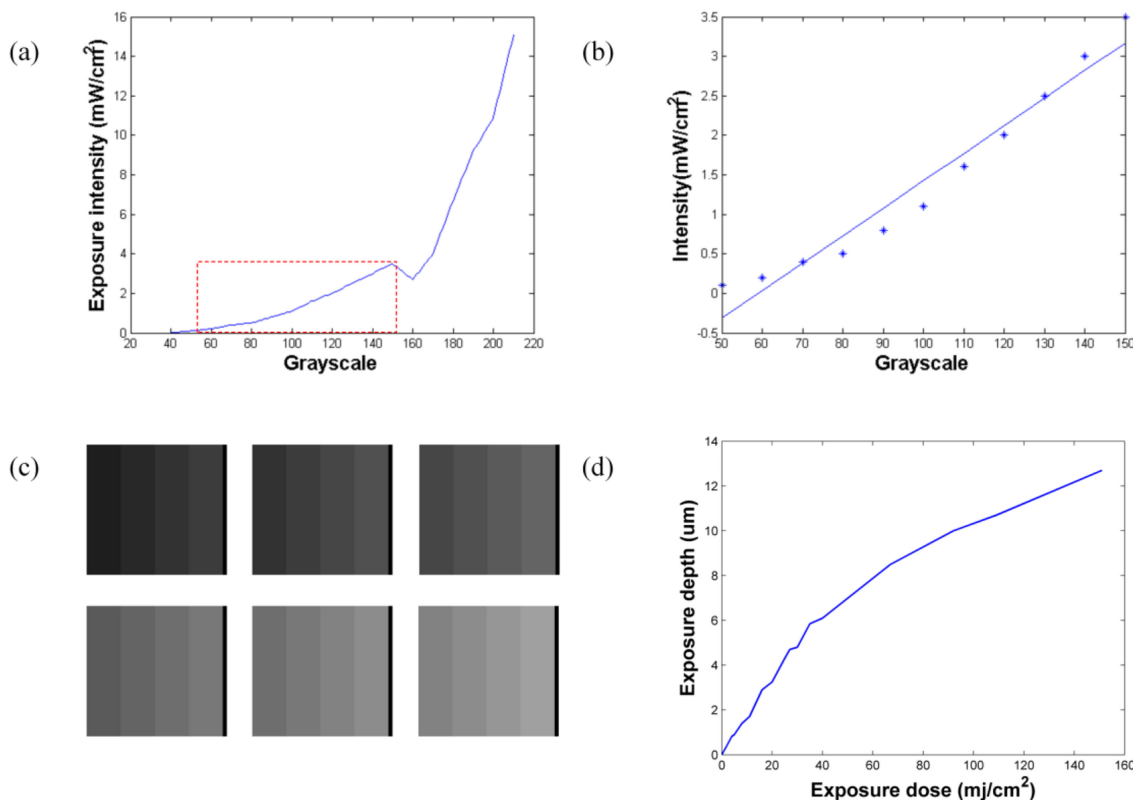 (a)
Exposure intensity (mW/cm²)
16
14
12
10
8
6
4
2
0
20 40 60 80 100 120 140 160 180 200 220
Grayscale
(b)
Intensity(mW/cm²)
3.5
3
2.5
2
1.5
1
0.5
0
-0.5
50 60 70 80 90 100 110 120 130 140 150
Grayscale
(c)
(d)
Exposure depth (um)
14
12
10
8
6
4
2
0
0 20 40 60 80 100 120 140 160
Exposure dose (mj/cm²)